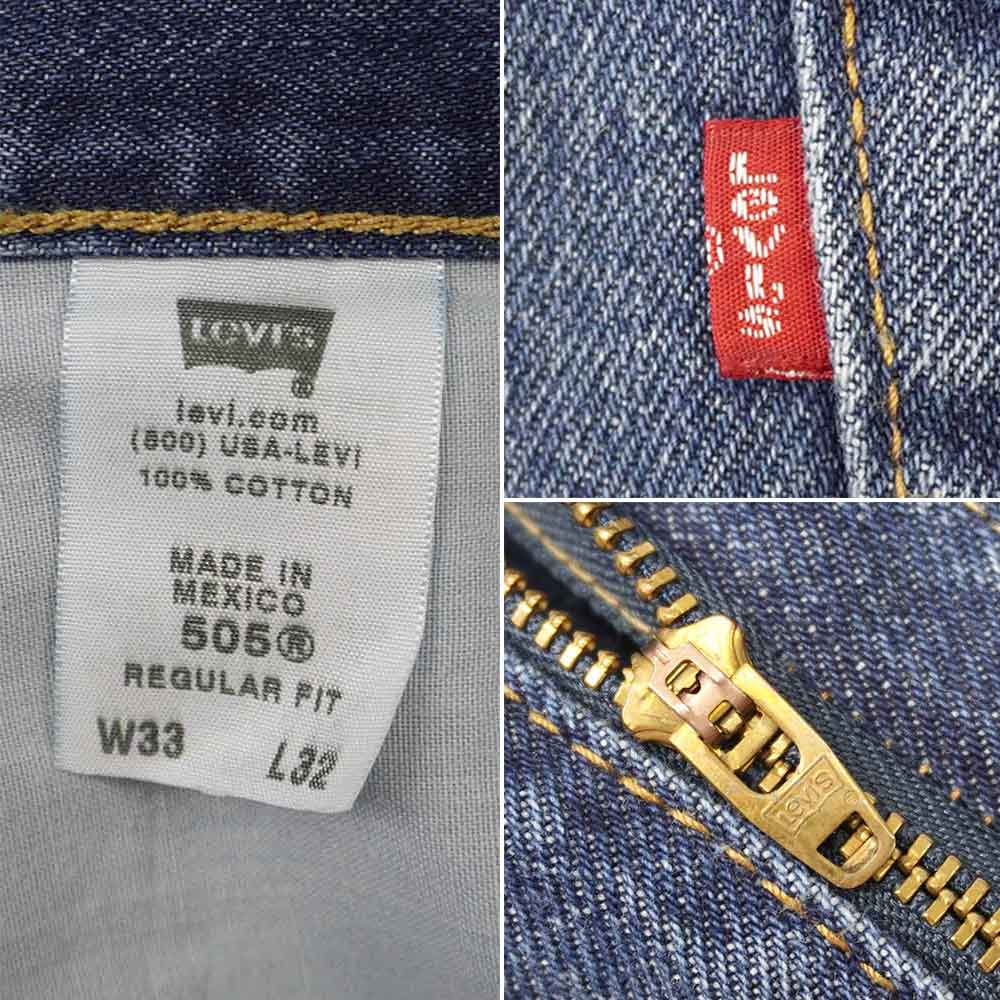 LEVI'S
®
levi.com
(800) USA-LEVI
100% COTTON
MADE IN
MEXICO
505®
REGULAR FIT
W33 L32
LEVI'S
®
Levi's